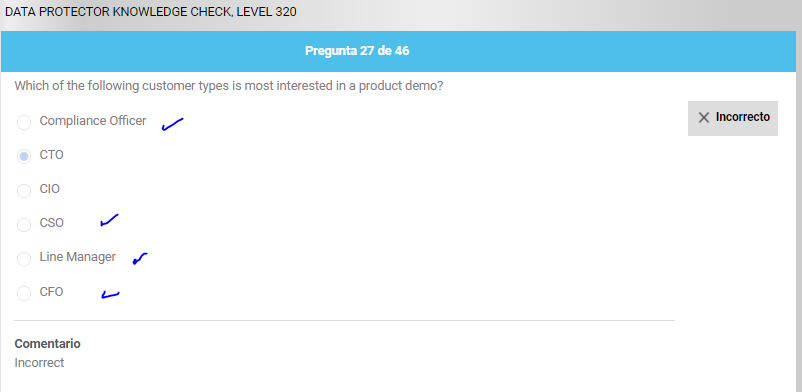 DATA PROTECTOR KNOWLEDGE CHECK, LEVEL 320
Pregunta 27 de 46
Which of the following customer types is most interested in a product demo?
Compliance Officer
Incorrecto
CTO
CIO
CSO
Line Manager
CFO
Comentario
Incorrect